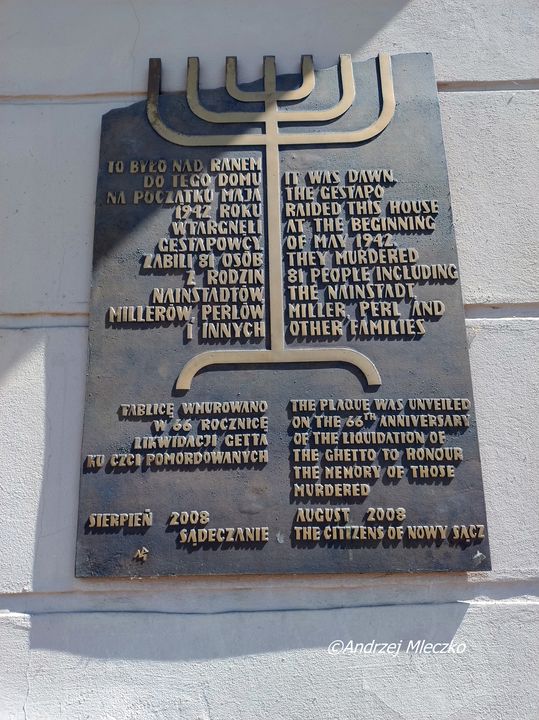 TO BYŁO NAD RANEM
DO TEGO DOMU
NA POCZĄTKU MAJA
1942 ROKU
WTARGNĘLI
GESTAPOWCY.
ZABILI 81 OSÓB
Z RODZIN
NAINSTADTÓW,
MILLERÓW, PERLÓW
I INNYCH
IT WAS DAWN.
THE GESTAPO
RAIDED THIS HOUSE
AT THE BEGINNING
OF MAY 1942.
THEY MURDERED
81 PEOPLE INCLUDING
THE NAINSTADT,
MILLER, PERL AND
OTHER FAMILIES
TABLICĘ WMUROWANO
W 66 ROCZNICĘ
LIKWIDACJI GETTA
KU CZCI POMORDOWANYCH
SIERPIEŃ 2008
SĄDECZANIE
THE PLAQUE WAS UNVEILED
ON THE 66TH ANNIVERSARY
OF THE LIQUIDATION OF
THE GHETTO TO HONOUR
THE MEMORY OF THOSE
MURDERED
AUGUST 2008
THE CITIZENS OF NOWY SĄCZ
©Andrzej Mleczko